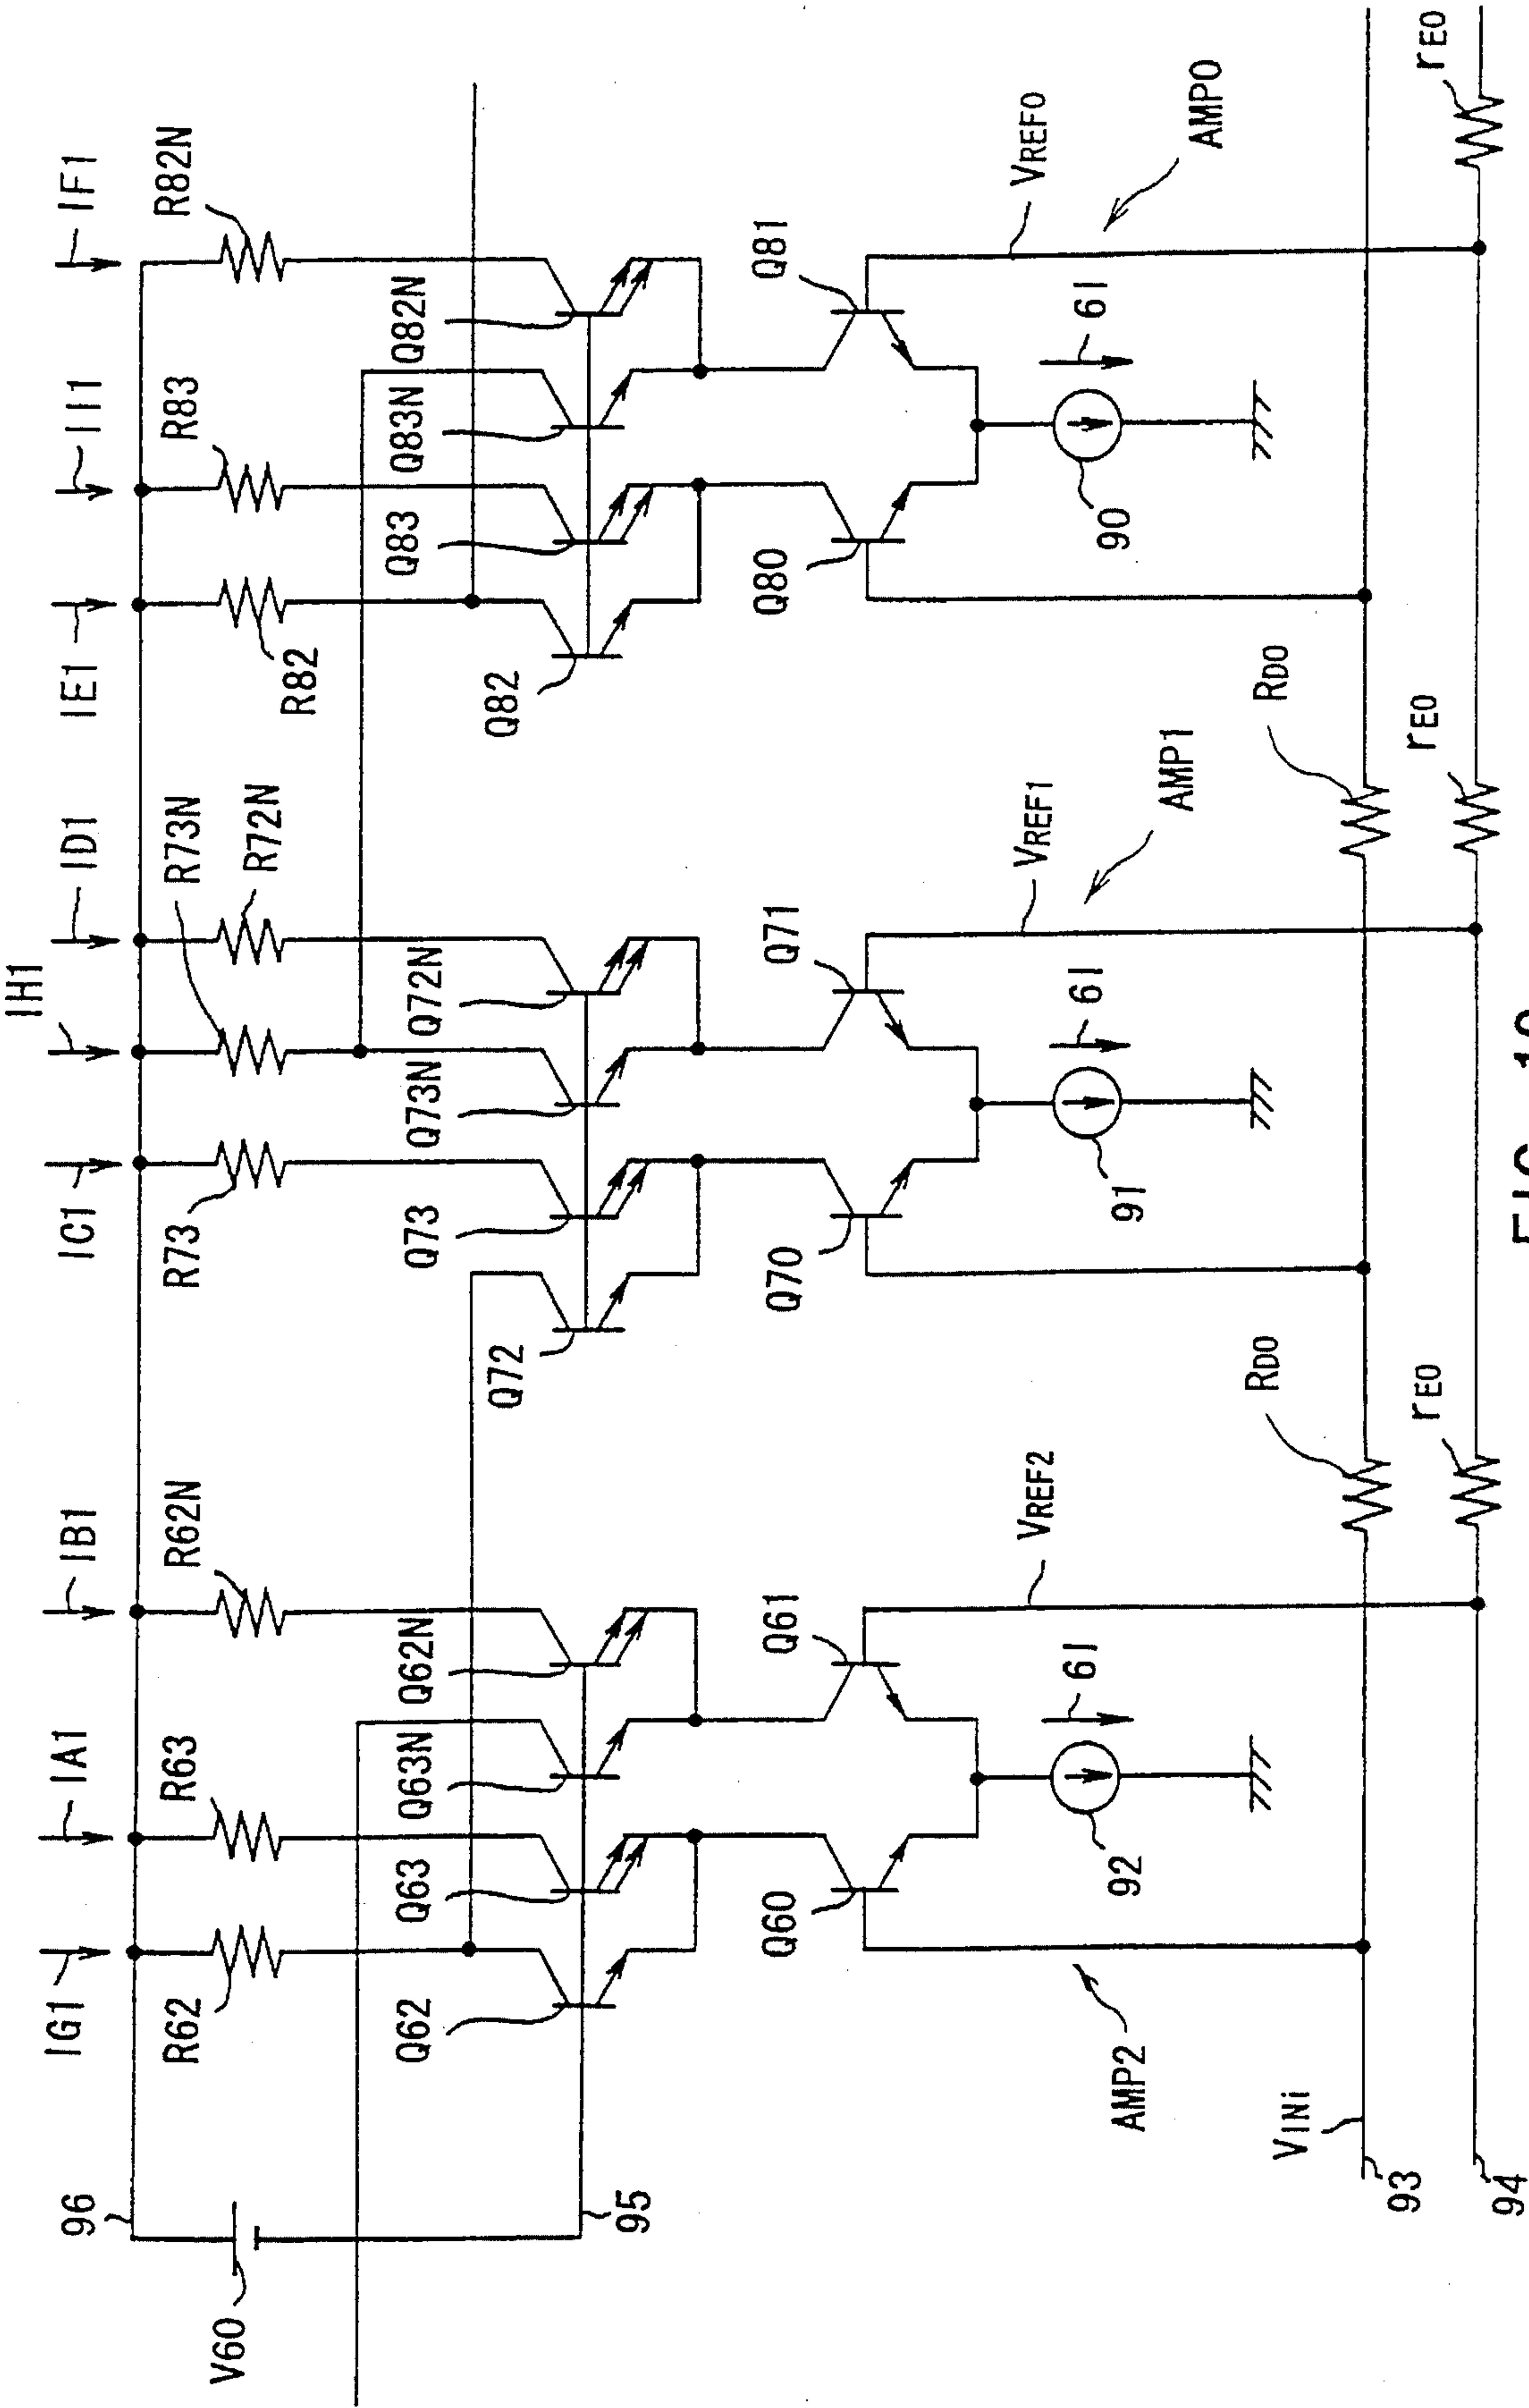 IG1
IA1
IB1
IC1
IH1
ID1
IE1
II1
IF1
96
R62
R63
R62N
R73
R73N
R72N
R82
R83
R82N
V60
Q62
Q63
Q63N
Q62N
Q72
Q73
Q73N
Q72N
Q82
Q83
Q83N
Q82N
95
Q60
Q61
Q70
Q71
Q80
Q81
92
6I
91
6I
90
6I
AMP2
VREF2
VREF1
AMP1
VREF0
AMP0
VINi
93
RD0
RD0
94
rE0
rE0
rE0